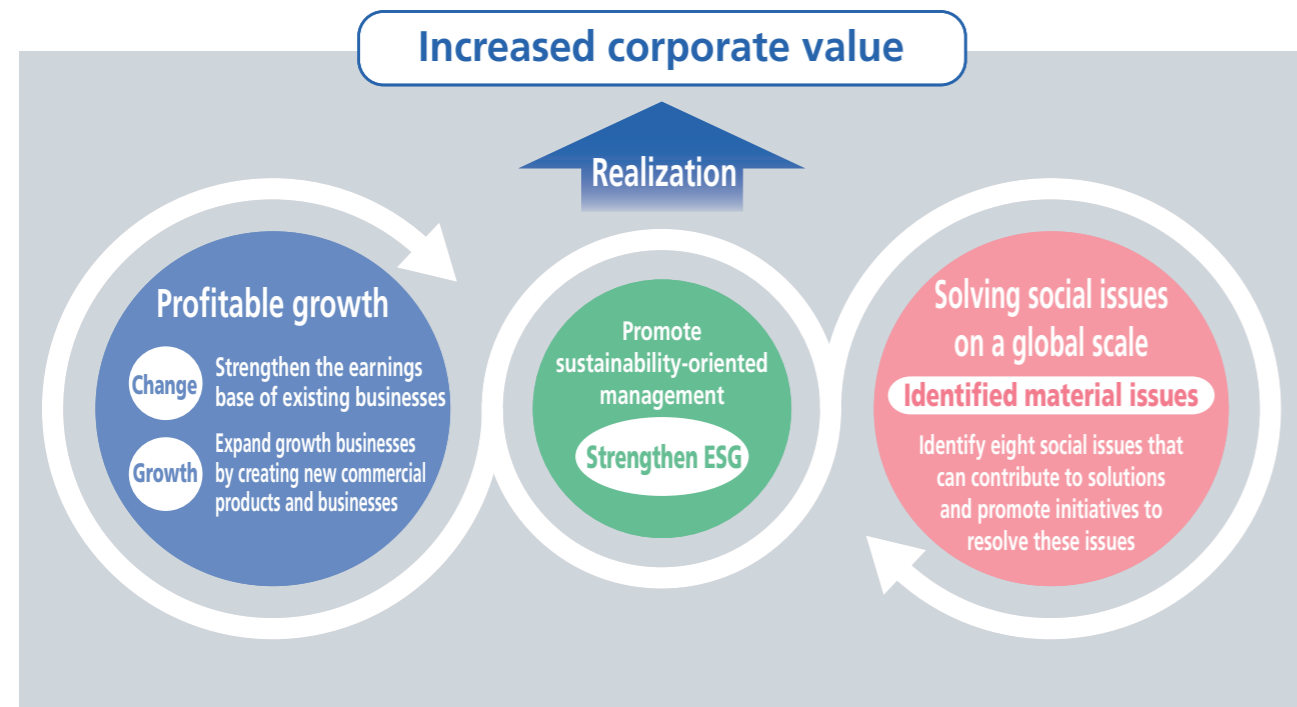 Increased corporate value
Realization
Profitable growth
Change
Strengthen the earnings
base of existing businesses
Growth
Expand growth businesses
by creating new commercial
products and businesses
Promote
sustainability-oriented
management
Strengthen ESG
Solving social issues
on a global scale
Identified material issues
Identify eight social issues that
can contribute to solutions
and promote initiatives to
resolve these issues